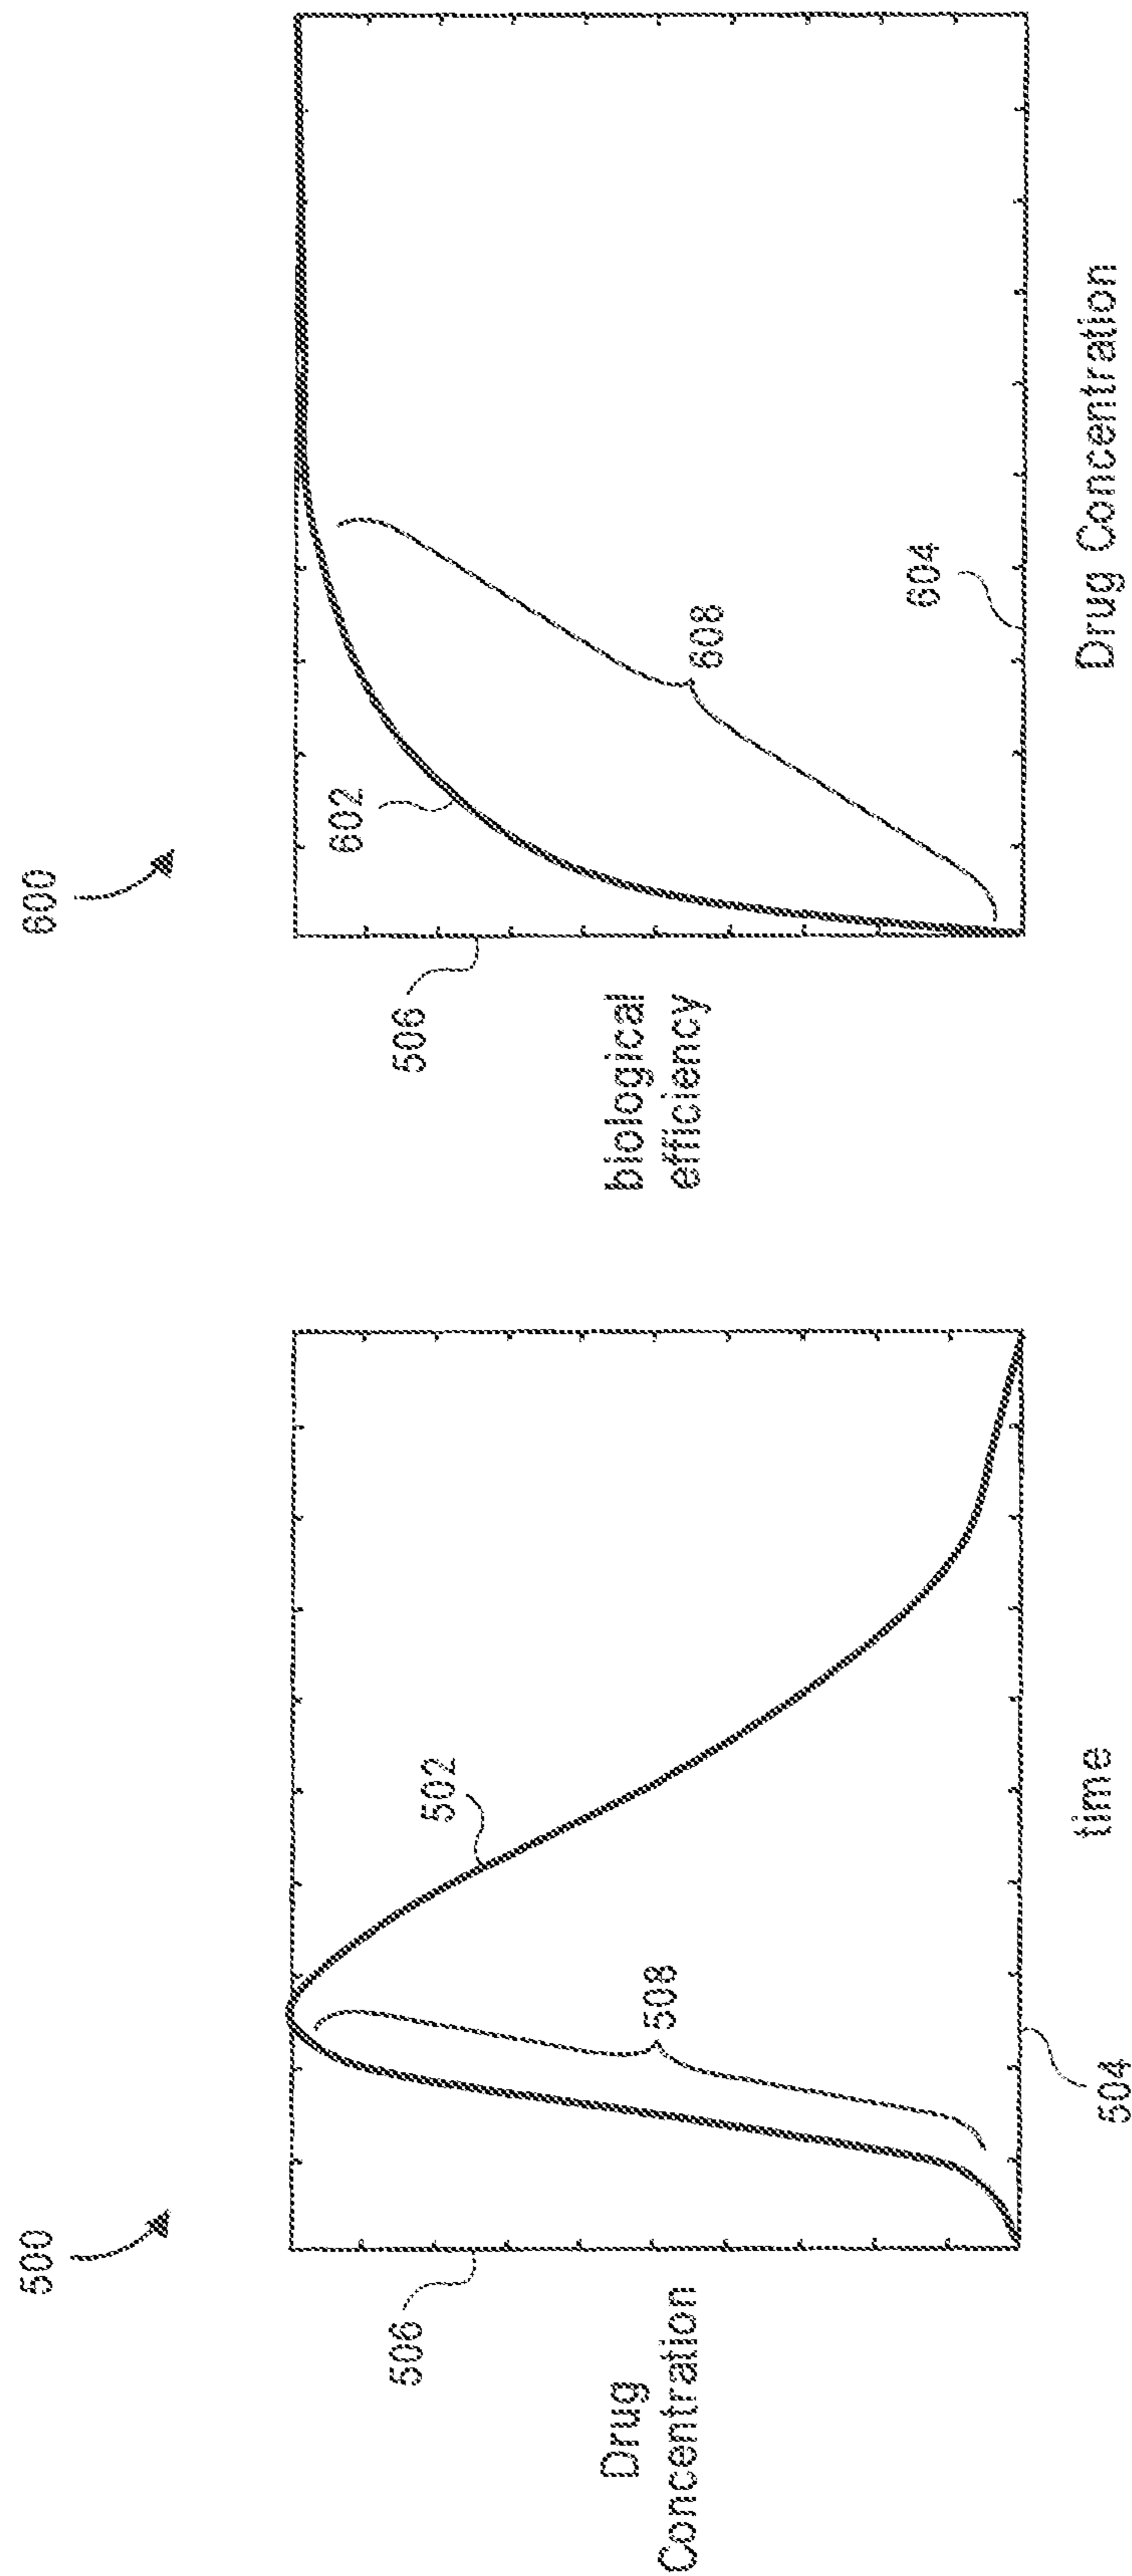 500
506
Drug
Concentration
502
508
504
time
600
506
biological
efficiency
602
608
604
Drug Concentration